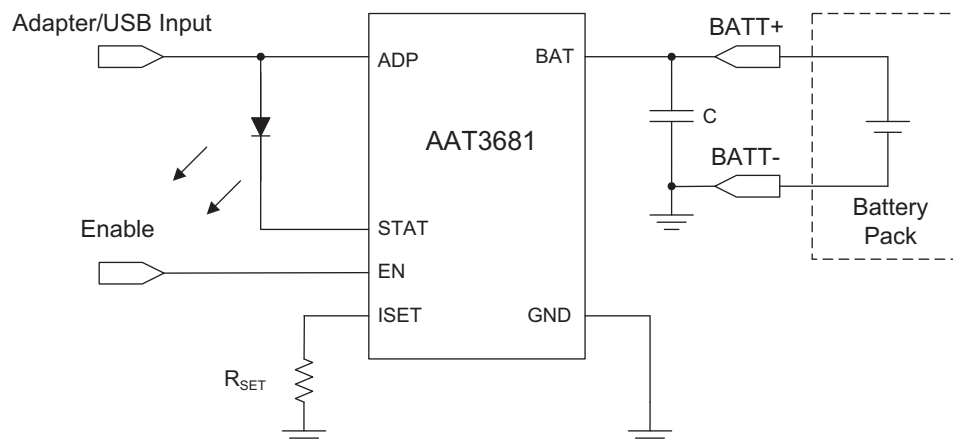 Adapter/USB Input
BATT+
ADP
BAT
C
AAT3681
BATT-
Enable
STAT
Battery
Pack
EN
ISET
GND
RSET